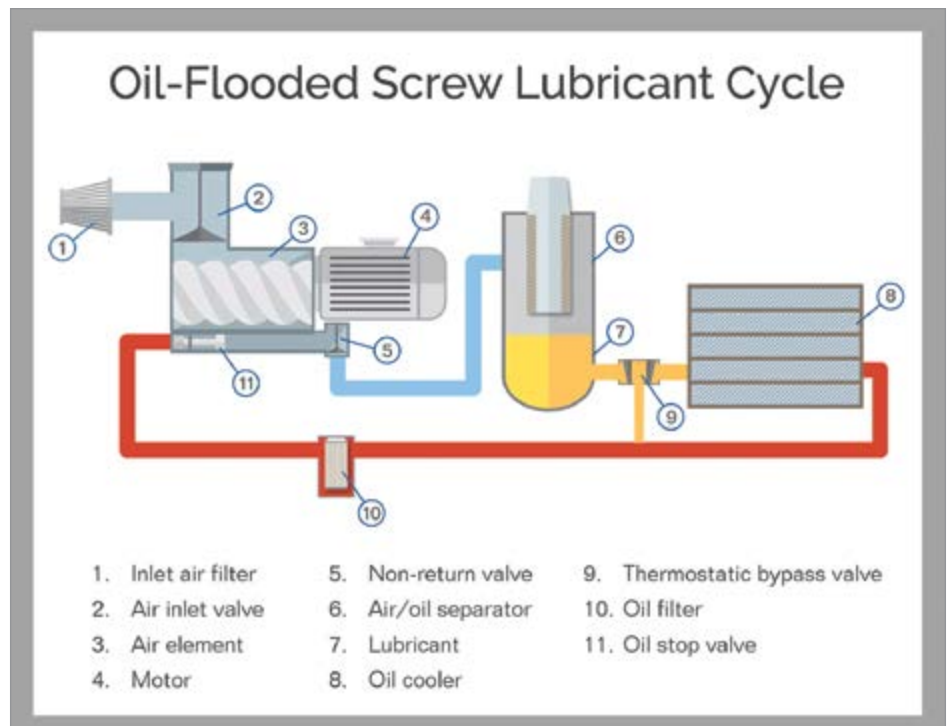 Oil-Flooded Screw Lubricant Cycle
1
2
3
4
5
6
7
8
9
10
11
1. Inlet air filter
2. Air inlet valve
3. Air element
4. Motor
5. Non-return valve
6. Air/oil separator
7. Lubricant
8. Oil cooler
9. Thermostatic bypass valve
10. Oil filter
11. Oil stop valve